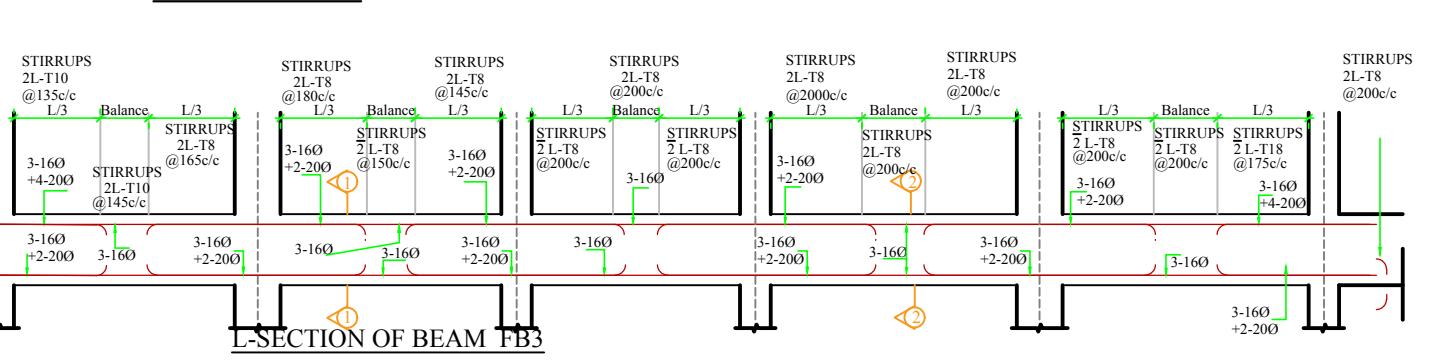 STIRRUPS
2L-T10
@135c/c
STIRRUPS
2L-T8
@180c/c
STIRRUPS
2L-T8
@145c/c
STIRRUPS
2L-T8
@200c/c
STIRRUPS
2L-T8
@2000c/c
STIRRUPS
2L-T8
@200c/c
STIRRUPS
2L-T8
@200c/c
L/3 Balance L/3
L/3 Balance L/3
L/3 Balance L/3
L/3 Balance L/3
L/3 Balance L/3
STIRRUPS
2L-T8
@165c/c
STIRRUPS
2L-T10
@145c/c
STIRRUPS
2 L-T8
@150c/c
STIRRUPS
2 L-T8
@200c/c
STIRRUPS
2 L-T8
@200c/c
STIRRUPS
2L-T8
@200c/c
STIRRUPS
2 L-T8
@200c/c
STIRRUPS
2 L-T8
@200c/c
STIRRUPS
2 L-T18
@175c/c
3-16Ø
+4-20Ø
3-16Ø
+2-20Ø
3-16Ø
+2-20Ø
3-16Ø
3-16Ø
+2-20Ø
3-16Ø
+2-20Ø
3-16Ø
+4-20Ø
1
2
3-16Ø
+2-20Ø
3-16Ø
3-16Ø
+2-20Ø
3-16Ø
3-16Ø
3-16Ø
+2-20Ø
3-16Ø
3-16Ø
+2-20Ø
3-16Ø
3-16Ø
+2-20Ø
3-16Ø
3-16Ø
+2-20Ø
1
2
L-SECTION OF BEAM FB3